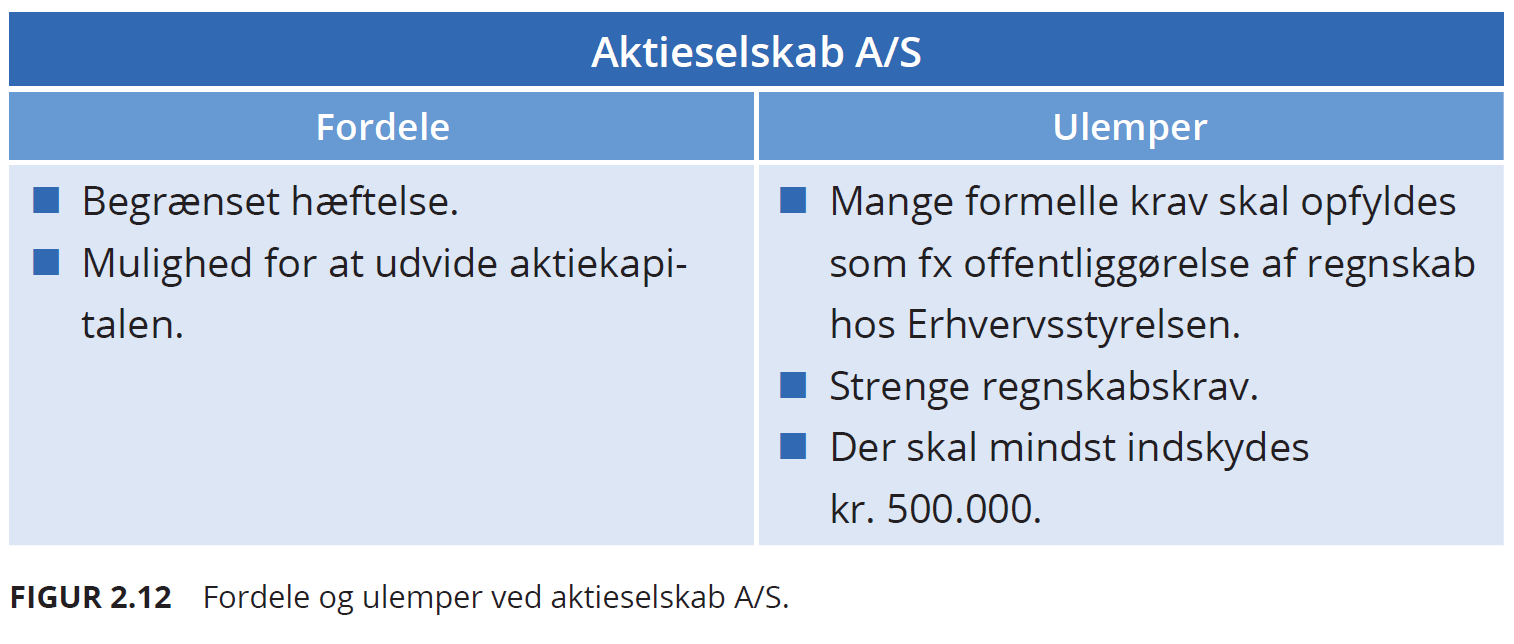 Aktieselskab A/S
Fordele
Ulemper
Begrænset hæftelse.
Mulighed for at udvide aktiekapi-
talen.
Mange formelle krav skal opfyldes
som fx offentliggørelse af regnskab
hos Erhvervsstyrelsen.
Strenge regnskabskrav.
Der skal mindst indskydes
kr. 500.000.
FIGUR 2.12 Fordele og ulemper ved aktieselskab A/S.